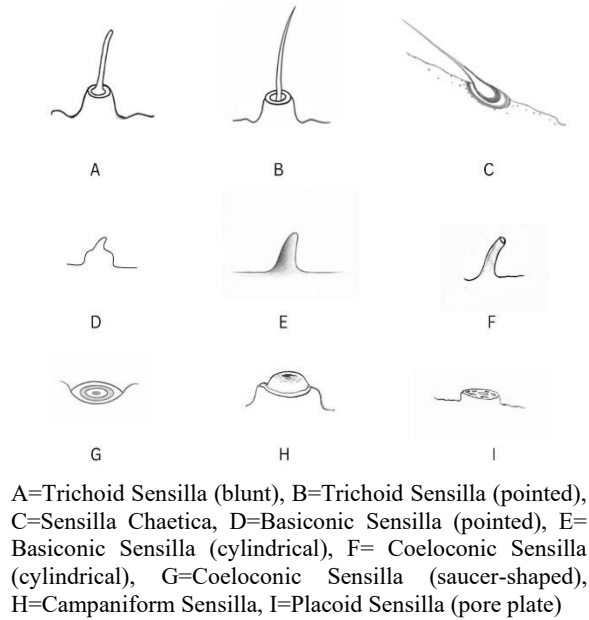 A B C
D E F
G H I
A=Trichoid Sensilla (blunt), B=Trichoid Sensilla (pointed),
C=Sensilla Chaetica, D=Basiconic Sensilla (pointed), E=
Basiconic Sensilla (cylindrical), F= Coeloconic Sensilla
(cylindrical), G=Coeloconic Sensilla (saucer-shaped),
H=Campaniform Sensilla, I=Placoid Sensilla (pore plate)